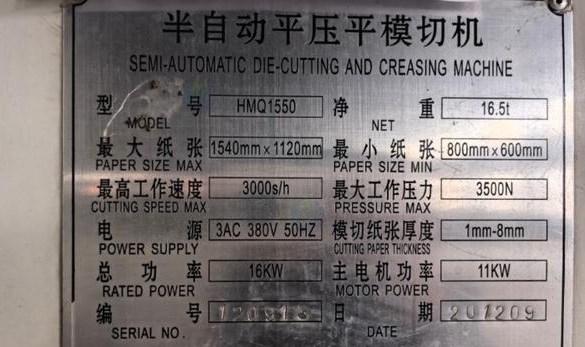 半自动平压平模切机
SEMI-AUTOMATIC DIE-CUTTING AND CREASING MACHINE
型号 HMQ1550 净重 16.5t
MODEL NET
最大纸张 1540mm×1120mm 最小纸张 800mm×600mm
PAPER SIZE MAX PAPER SIZE MIN
最高工作速度 3000s/h 最大工作压力 3500N
CUTTING SPEED MAX PRESSURE MAX
电源 3AC 380V 50HZ 模切纸张厚度 1mm-8mm
POWER SUPPLY CUTTING PAPER THICKNESS
总功率 16KW 主电机功率 11KW
RATED POWER MOTOR POWER
编号 日期 201209
SERIAL NO. DATE